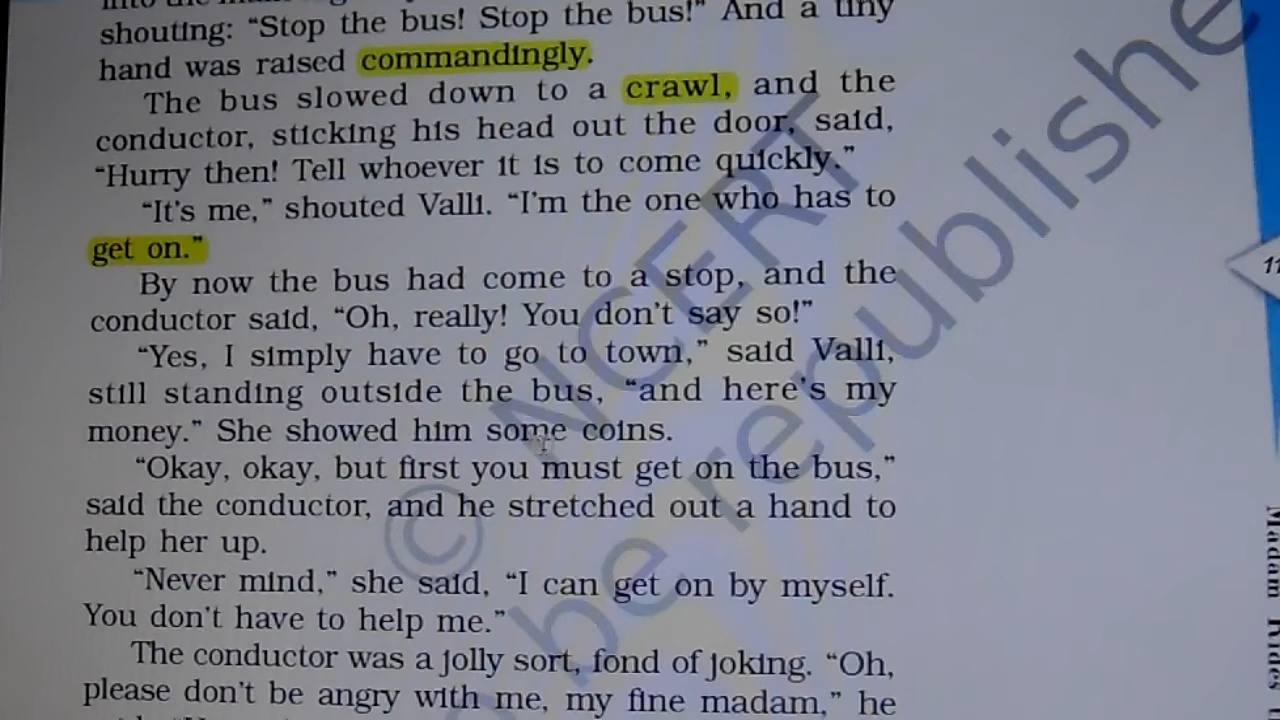 shouting: “Stop the bus! Stop the bus!” And a tiny
hand was raised commandingly.
The bus slowed down to a crawl, and the
conductor, sticking his head out the door, said,
“Hurry then! Tell whoever it is to come quickly.”
“It's me,” shouted Valli. “I'm the one who has to
get on.”
By now the bus had come to a stop, and the
conductor said, “Oh, really! You don't say so!”
“Yes, I simply have to go to town,” said Valli,
still standing outside the bus, “and here's my
money.” She showed him some coins.
“Okay, okay, but first you must get on the bus,”
said the conductor, and he stretched out a hand to
help her up.
“Never mind,” she said, “I can get on by myself.
You don't have to help me.”
The conductor was a jolly sort, fond of joking. “Oh,
please don't be angry with me, my fine madam,” he
© NCERT
be republishe
Madam Rides